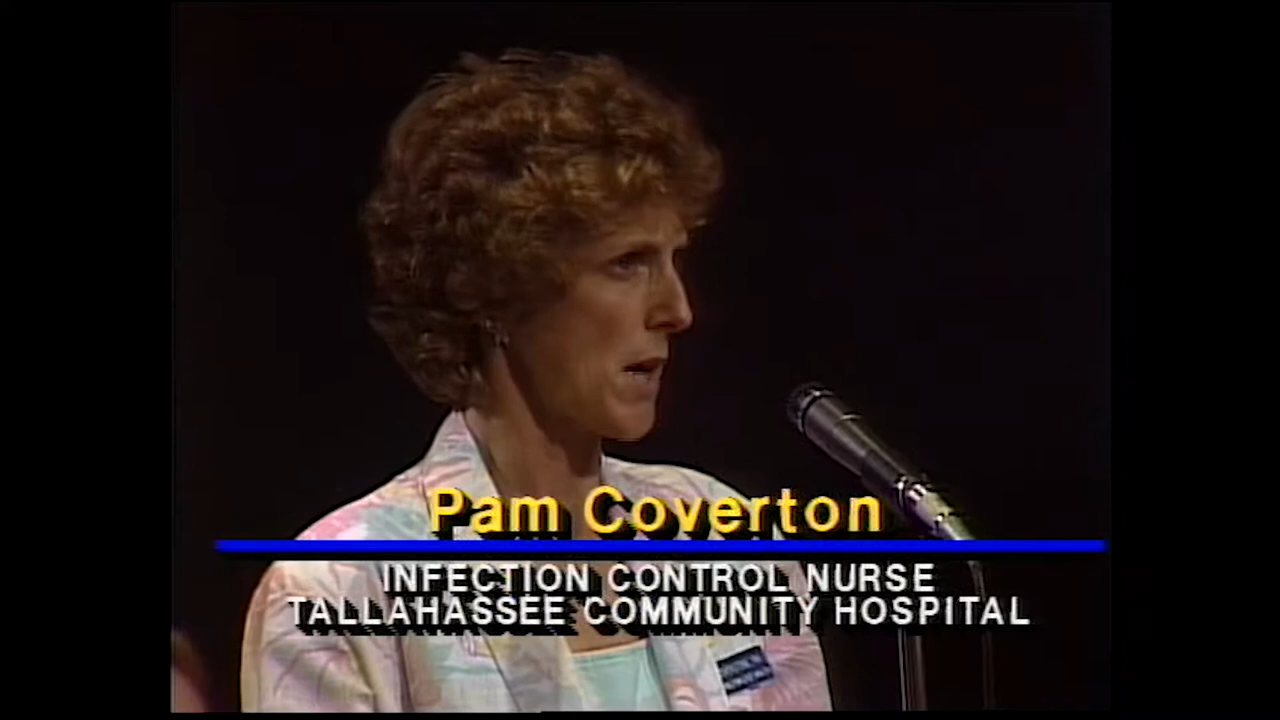 Pam Coverton
INFECTION CONTROL NURSE
TALLAHASSEE COMMUNITY HOSPITAL